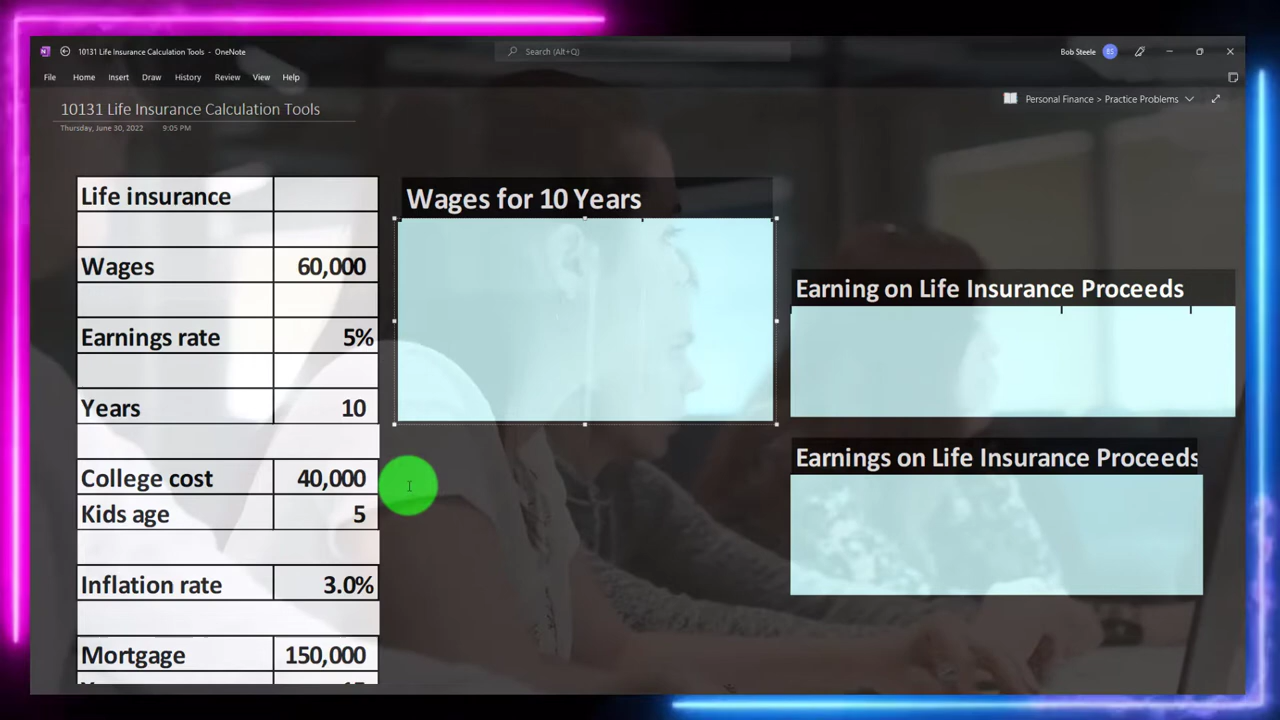 10131 Life Insurance Calculation Tools - OneNote
Search (Alt+Q)
Bob Steele
BS
File Home Insert Draw History Review View Help
Personal Finance > Practice Problems
10131 Life Insurance Calculation Tools
Thursday, June 30, 2022 9:05 PM
Life insurance
Wages 60,000
Earnings rate 5%
Years 10
College cost 40,000
Kids age 5
Inflation rate 3.0%
Mortgage 150,000
Wages for 10 Years
Earning on Life Insurance Proceeds
Earnings on Life Insurance Proceeds